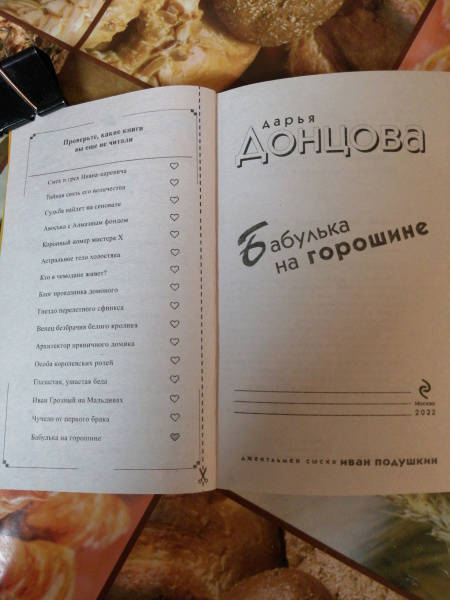 Проверьте, какие книги
вы еще не читали
Смех и грех Ивана-царевича
Тайная связь его величества
Судьба найдет на сеновале
Авоська с Алмазным фондом
Коронный номер мистера Х
Астральное тело холостяка
Кто в чемодане живет?
Блог проказника домового
Гнездо перелетного сфинкса
Венец безбрачия белого кролика
Архитектор пряничного домика
Особа королевских ролей
Глазастая, ушастая беда
Иван Грозный на Мальдивах
Чучело от первого брака
Бабулька на горошине
дарья
Донцова
Бабулька
на горошине
Москва
2022
джентльмен сыска Иван Подушкин